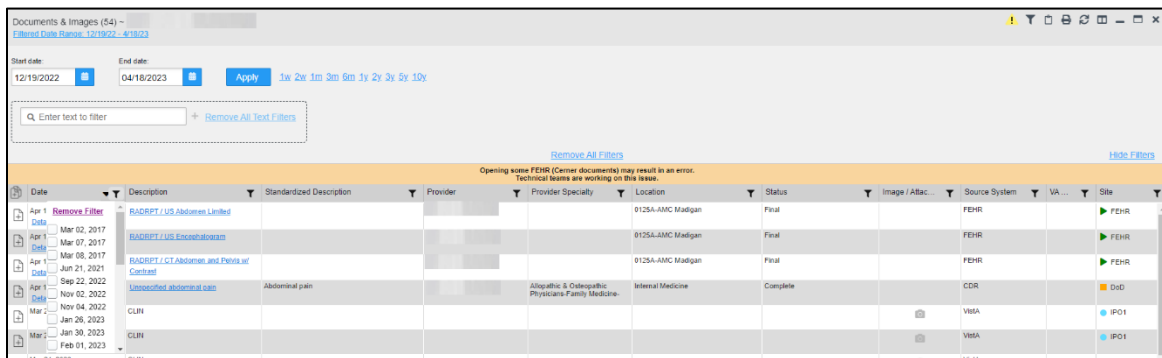 Documents & Images (54) ~
Filtered Date Range: 12/19/22 - 4/18/23
Start date:
End date:
12/19/2022
04/18/2023
Apply
1w 2w 1m 3m 6m 1y 2y 3y 5y 10y
Enter text to filter
+ Remove All Text Filters
Remove All Filters
Hide Filters
Opening some FEHR (Cerner documents) may result in an error.
Technical teams are working on this issue.
Date Description Standardized Description Provider Provider Specialty Location Status Image / Attac... Source System VA ... Site
Apr 1 Remove Filter RADRPT / US Abdomen Limited 0125A-AMC Madigan Final FEHR FEHR
Deta
Mar 02, 2017
Apr 1 Mar 07, 2017 RADRPT / US Encephalogram 0125A-AMC Madigan Final FEHR FEHR
Deta
Mar 08, 2017
Apr 1 Jun 21, 2021 RADRPT / CT Abdomen and Pelvis w/ Contrast 0125A-AMC Madigan Final FEHR FEHR
Deta
Sep 22, 2022
Apr 1 Nov 02, 2022 Unspecified abdominal pain Abdominal pain Allopathic & Osteopathic Physicians-Family Medicine- Internal Medicine Complete CDR DoD
Deta
Nov 04, 2022
Mar 2 Jan 26, 2023 CLIN VistA IPO1
Jan 30, 2023
Mar 2 Feb 01, 2023 CLIN VistA IPO1